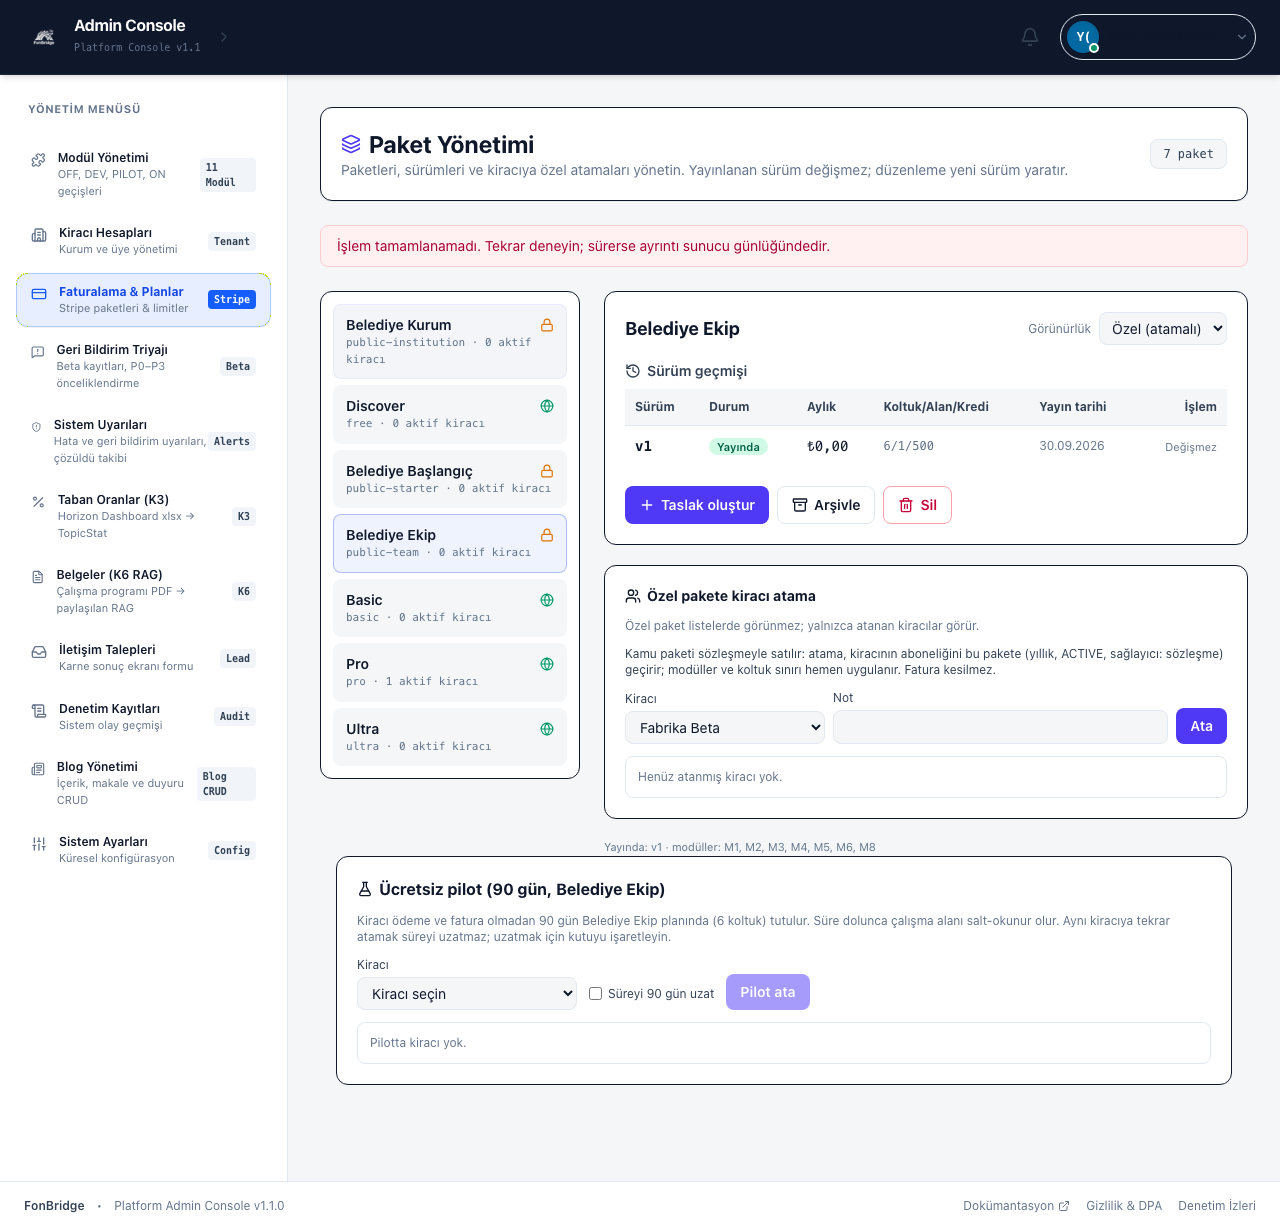 Admin Console
Platform Console v1.1
FonBridge
Y(
YÖNETİM MENÜSÜ
Modül Yönetimi
OFF, DEV, PILOT, ON
geçişleri
11
Modül
Kiracı Hesapları
Kurum ve üye yönetimi
Tenant
Faturalama & Planlar
Stripe paketleri & limitler
Stripe
Geri Bildirim Triyajı
Beta kayıtları, P0–P3
önceliklendirme
Beta
Sistem Uyarıları
Hata ve geri bildirim uyarıları,
çözüldü takibi
Alerts
Taban Oranlar (K3)
Horizon Dashboard xlsx →
TopicStat
K3
Belgeler (K6 RAG)
Çalışma programı PDF →
paylaşılan RAG
K6
İletişim Talepleri
Karne sonuç ekranı formu
Lead
Denetim Kayıtları
Sistem olay geçmişi
Audit
Blog Yönetimi
İçerik, makale ve duyuru
CRUD
Blog
CRUD
Sistem Ayarları
Küresel konfigürasyon
Config
Paket Yönetimi
Paketleri, sürümleri ve kiracıya özel atamaları yönetin. Yayınlanan sürüm değişmez; düzenleme yeni sürüm yaratır.
7 paket
İşlem tamamlanamadı. Tekrar deneyin; sürerse ayrıntı sunucu günlüğündedir.
Belediye Kurum
public-institution · 0 aktif
kiracı
Discover
free · 0 aktif kiracı
Belediye Başlangıç
public-starter · 0 aktif kiracı
Belediye Ekip
public-team · 0 aktif kiracı
Basic
basic · 0 aktif kiracı
Pro
pro · 1 aktif kiracı
Ultra
ultra · 0 aktif kiracı
Belediye Ekip
Görünürlük
Özel (atamalı)
Sürüm geçmişi
Sürüm Durum Aylık Koltuk/Alan/Kredi Yayın tarihi İşlem
v1 Yayında ₺0,00 6/1/500 30.09.2026 Değişmez
Taslak oluştur
Arşivle
Sil
Özel pakete kiracı atama
Özel paket listelerde görünmez; yalnızca atanan kiracılar görür.
Kamu paketi sözleşmeyle satılır: atama, kiracının aboneliğini bu pakete (yıllık, ACTIVE, sağlayıcı: sözleşme)
geçirir; modüller ve koltuk sınırı hemen uygulanır. Fatura kesilmez.
Kiracı
Not
Fabrika Beta
Ata
Henüz atanmış kiracı yok.
Yayında: v1 · modüller: M1, M2, M3, M4, M5, M6, M8
Ücretsiz pilot (90 gün, Belediye Ekip)
Kiracı ödeme ve fatura olmadan 90 gün Belediye Ekip planında (6 koltuk) tutulur. Süre dolunca çalışma alanı salt-okunur olur. Aynı kiracıya tekrar
atamak süreyi uzatmaz; uzatmak için kutuyu işaretleyin.
Kiracı
Kiracı seçin
Süreyi 90 gün uzat
Pilot ata
Pilotta kiracı yok.
FonBridge • Platform Admin Console v1.1.0
Dokümantasyon
Gizlilik & DPA
Denetim İzleri